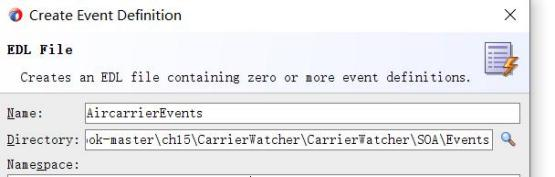 Create Event Definition
EDL File
Creates an EDL file containing zero or more event definitions.
Name: AircarrierEvents
Directory: ok-master\ch15\CarrierWatcher\CarrierWatcher\SOA\Events
Namespace: